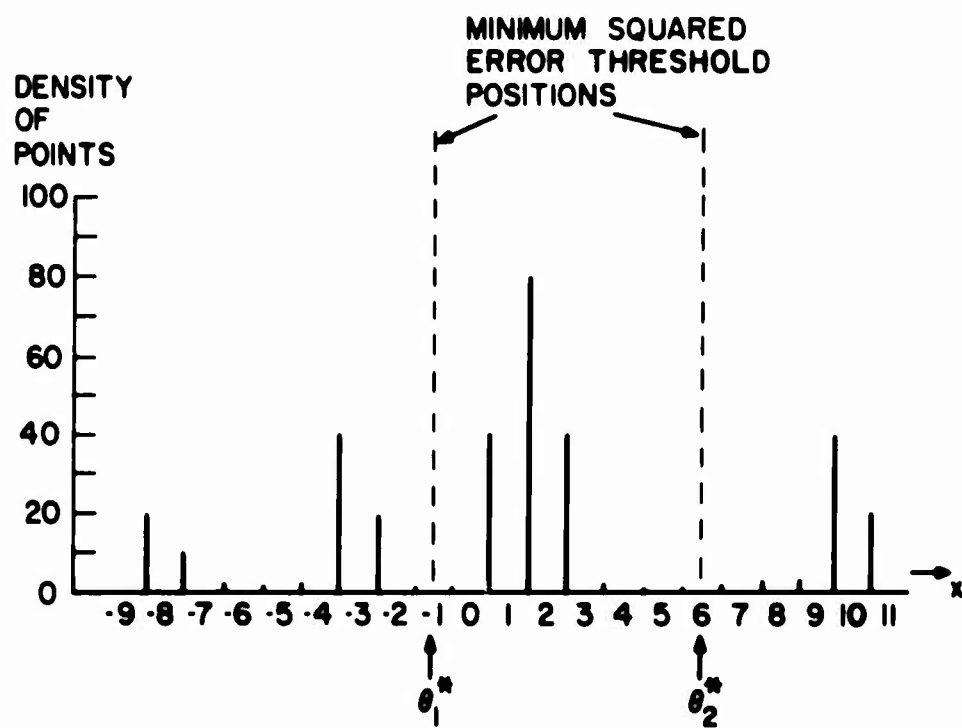 MINIMUM SQUARED
ERROR THRESHOLD
POSITIONS
DENSITY
OF
POINTS
100
80
60
40
20
0
-9 -8 -7 -6 -5 -4 -3 -2 -1 0 1 2 3 4 5 6 7 8 9 10 11 x
θ₁* θ₂*